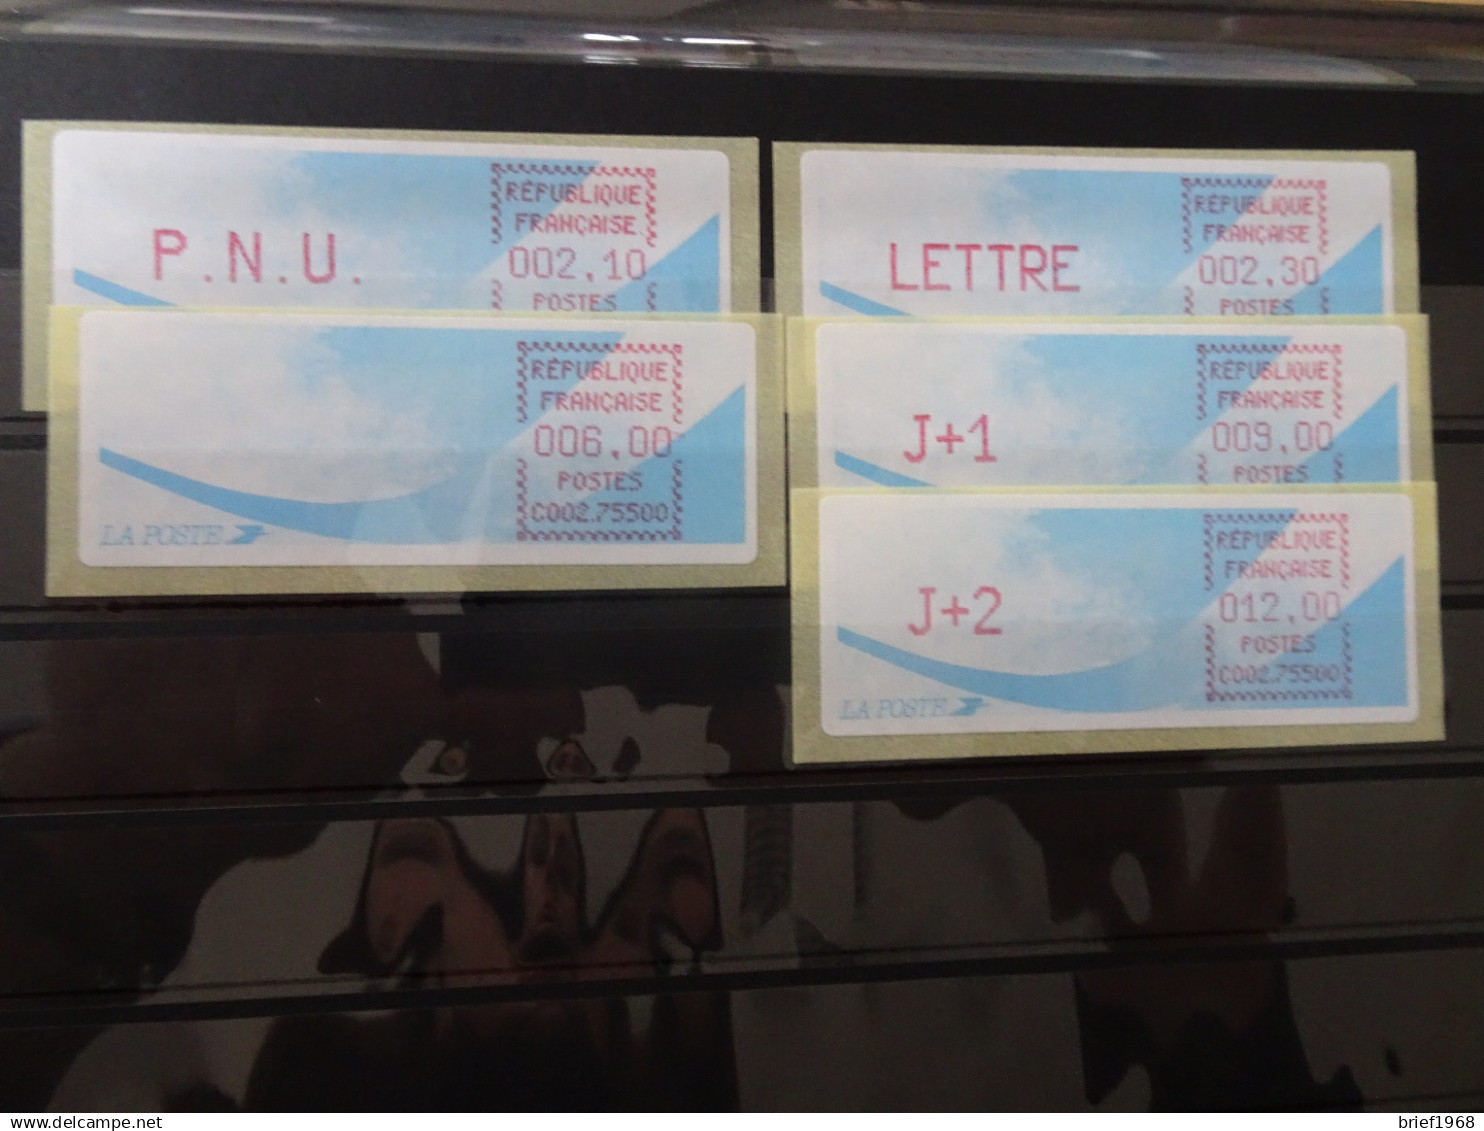 P.N.U.
RÉPUBLIQUE
FRANÇAISE
002,10
POSTES
LETTRE
RÉPUBLIQUE
FRANÇAISE
002,30
POSTES
RÉPUBLIQUE
FRANÇAISE
006,00
POSTES
C002.75500
LA POSTE
J+1
RÉPUBLIQUE
FRANÇAISE
009,00
POSTES
J+2
RÉPUBLIQUE
FRANÇAISE
012,00
POSTES
C002.75500
LA POSTE
delcampe.net
brief1968